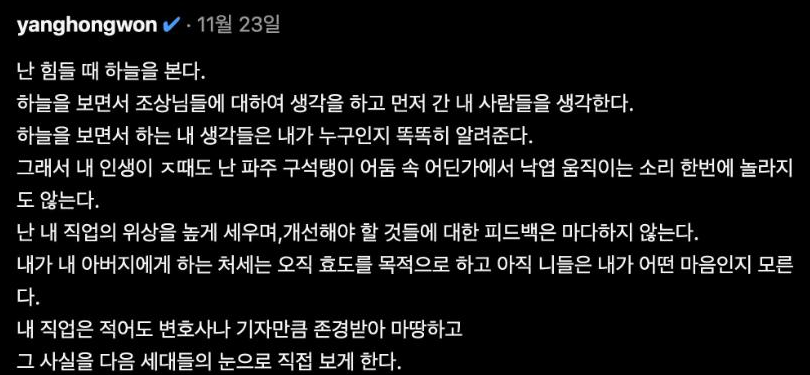 yanghongwon ✔ · 11월 23일
난 힘들 때 하늘을 본다.
하늘을 보면서 조상님들에 대하여 생각을 하고 먼저 간 내 사람들을 생각한다.
하늘을 보면서 하는 내 생각들은 내가 누구인지 똑똑히 알려준다.
그래서 내 인생이 ㅈ때도 난 파주 구석탱이 어둠 속 어딘가에서 낙엽 움직이는 소리 한번에 놀라지
도 않는다.
난 내 직업의 위상을 높게 세우며,개선해야 할 것들에 대한 피드백은 마다하지 않는다.
내가 내 아버지에게 하는 처세는 오직 효도를 목적으로 하고 아직 니들은 내가 어떤 마음인지 모른
다.
내 직업은 적어도 변호사나 기자만큼 존경받아 마땅하고
그 사실을 다음 세대들의 눈으로 직접 보게 한다.